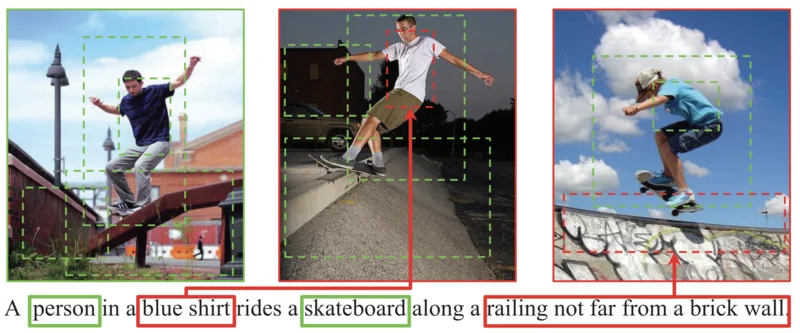 A person in a blue shirt rides a skateboard along a railing not far from a brick wall.